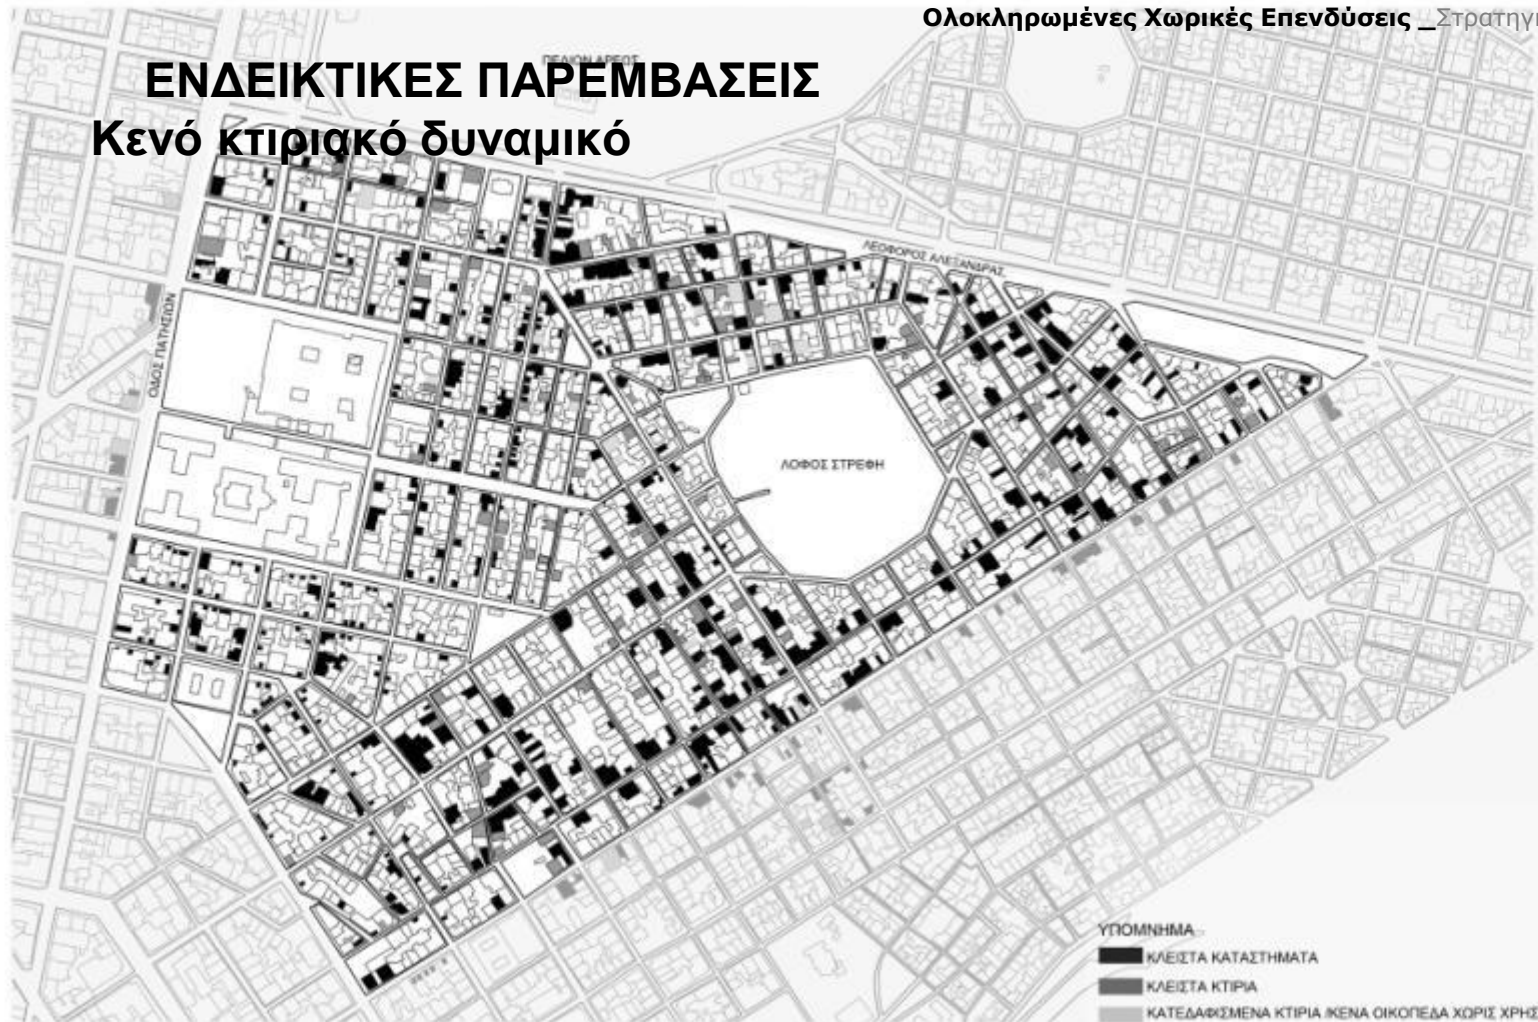 Ολοκληρωμένες Χωρικές Επενδύσεις _Στρατηγι
ΠΕΔΙΟΝ ΑΡΕΩΣ
ΕΝΔΕΙΚΤΙΚΕΣ ΠΑΡΕΜΒΑΣΕΙΣ
Κενό κτιριακό δυναμικό
ΛΕΩΦΟΡΟΣ ΑΛΕΞΑΝΔΡΑΣ
ΟΔΟΣ ΠΑΤΗΣΙΩΝ
ΛΟΦΟΣ ΣΤΡΕΦΗ
ΥΠΟΜΝΗΜΑ
ΚΛΕΙΣΤΑ ΚΑΤΑΣΤΗΜΑΤΑ
ΚΛΕΙΣΤΑ ΚΤΙΡΙΑ
ΚΑΤΕΔΑΦΙΣΜΕΝΑ ΚΤΙΡΙΑ /ΚΕΝΑ ΟΙΚΟΠΕΔΑ ΧΩΡΙΣ ΧΡΗΣ